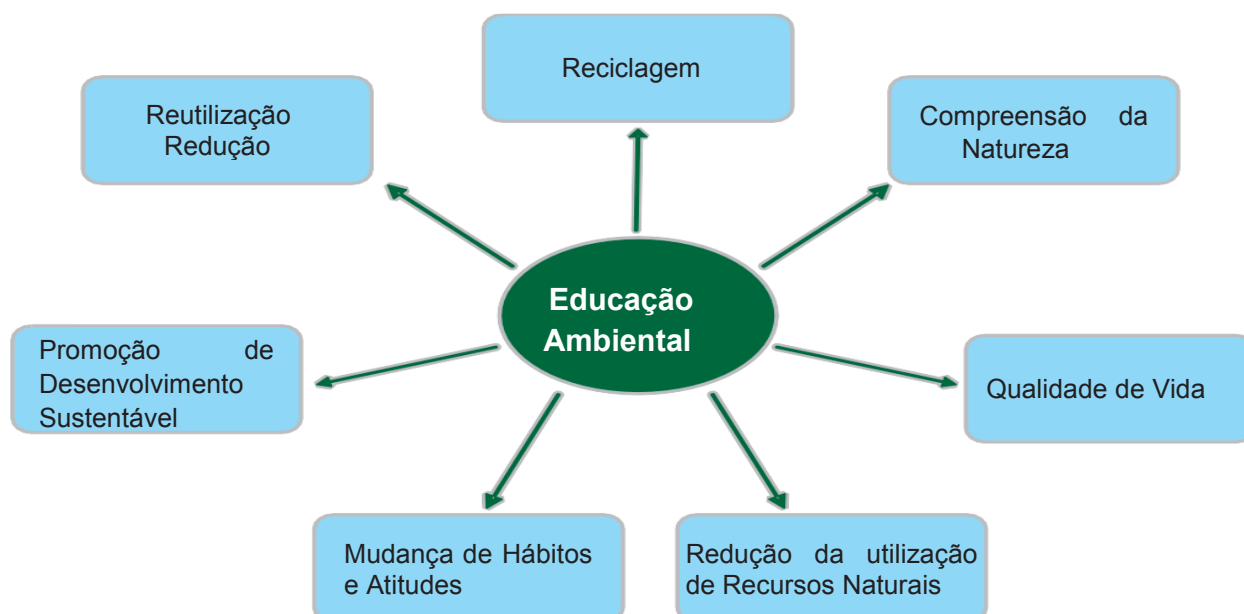 Reciclagem
Reutilização
Redução
Compreensão da
Natureza
Educação
Ambiental
Promoção de
Desenvolvimento
Sustentável
Qualidade de Vida
Mudança de Hábitos
e Atitudes
Redução da utilização
de Recursos Naturais